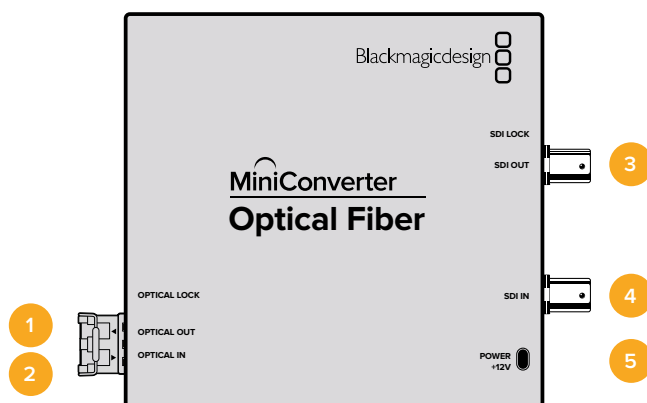 Blackmagicdesign
SDI LOCK
SDI OUT
3
MiniConverter
Optical Fiber
OPTICAL LOCK
SDI IN
4
1
OPTICAL OUT
2
OPTICAL IN
POWER
+12V
5